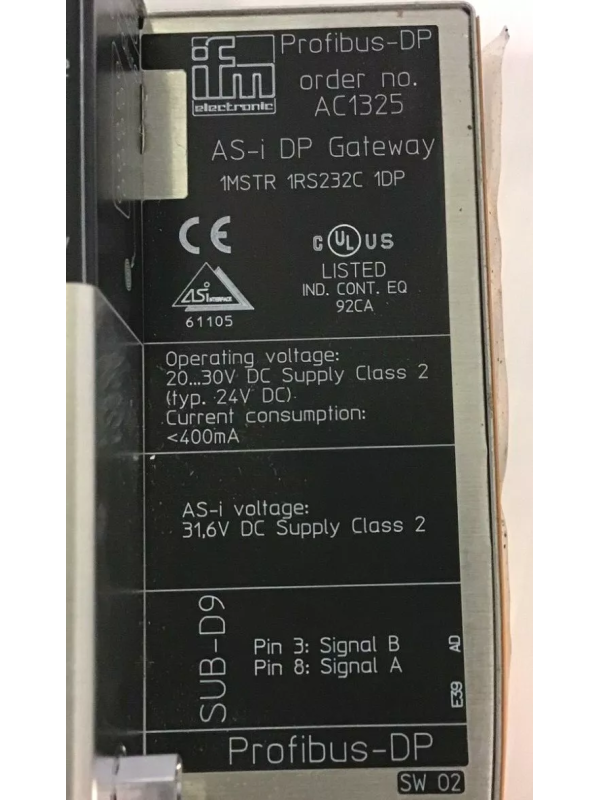 ifm
electronic
Profibus-DP
order no.
AC1325
AS-i DP Gateway
1MSTR 1RS232C 1DP
CE
C UL US
LISTED
IND. CONT. EQ
92CA
ASi INTERFACE
61105
Operating voltage:
20...30V DC Supply Class 2
(typ. 24V DC)
Current consumption:
<400mA
AS-i voltage:
31,6V DC Supply Class 2
SUB-D9
Pin 3: Signal B
Pin 8: Signal A
AD
E39
Profibus-DP
SW 02